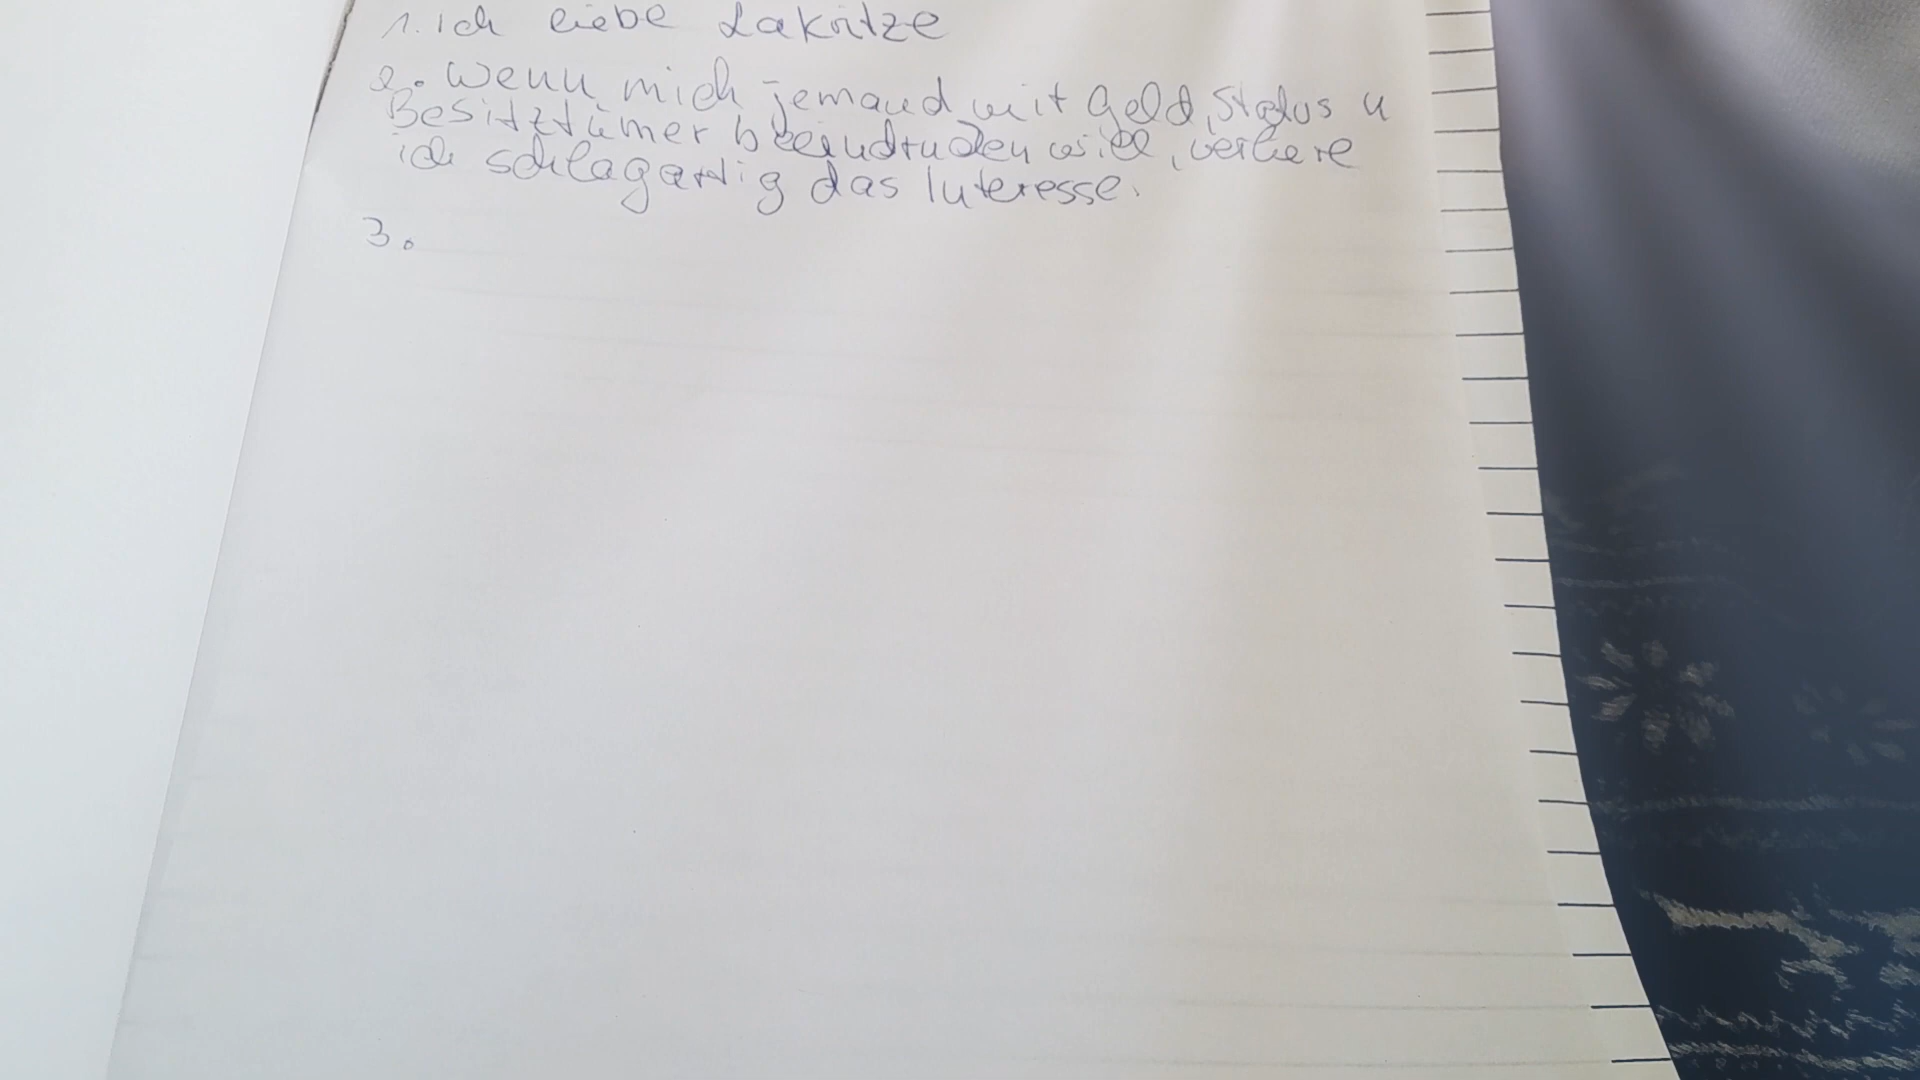 1. ich liebe Lakritze
2. Wenn mich jemand mit Geld, Status u
Besitztümer beeindrucken will, verliere
ich schlagartig das Interesse.
3.